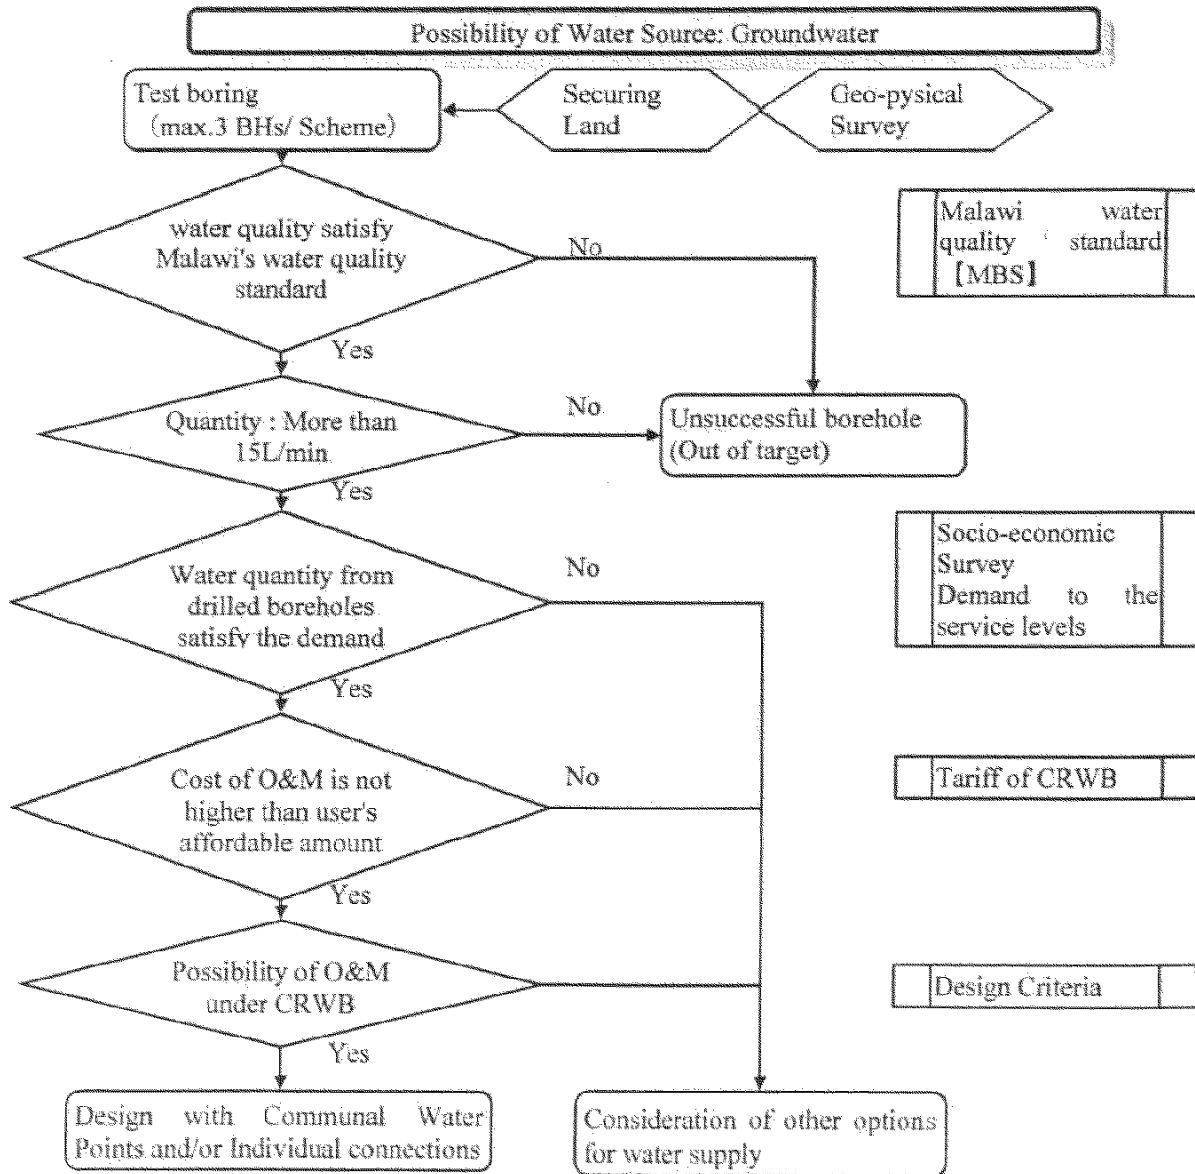 Possibility of Water Source: Groundwater
Test boring
(max.3 BHs/ Scheme)
Securing
Land
Geo-pysical
Survey
water quality satisfy
Malawi's water quality
standard
No
Yes
Malawi water
quality standard
【MBS】
Quantity : More than
15L/min
No
Yes
Unsuccessful borehole
(Out of target)
Water quantity from
drilled boreholes
satisfy the demand
No
Yes
Socio-economic
Survey
Demand to the
service levels
Cost of O&M is not
higher than user's
affordable amount
No
Yes
Tariff of CRWB
Possibility of O&M
under CRWB
Yes
Design Criteria
Design with Communal Water
Points and/or Individual connections
Consideration of other options
for water supply